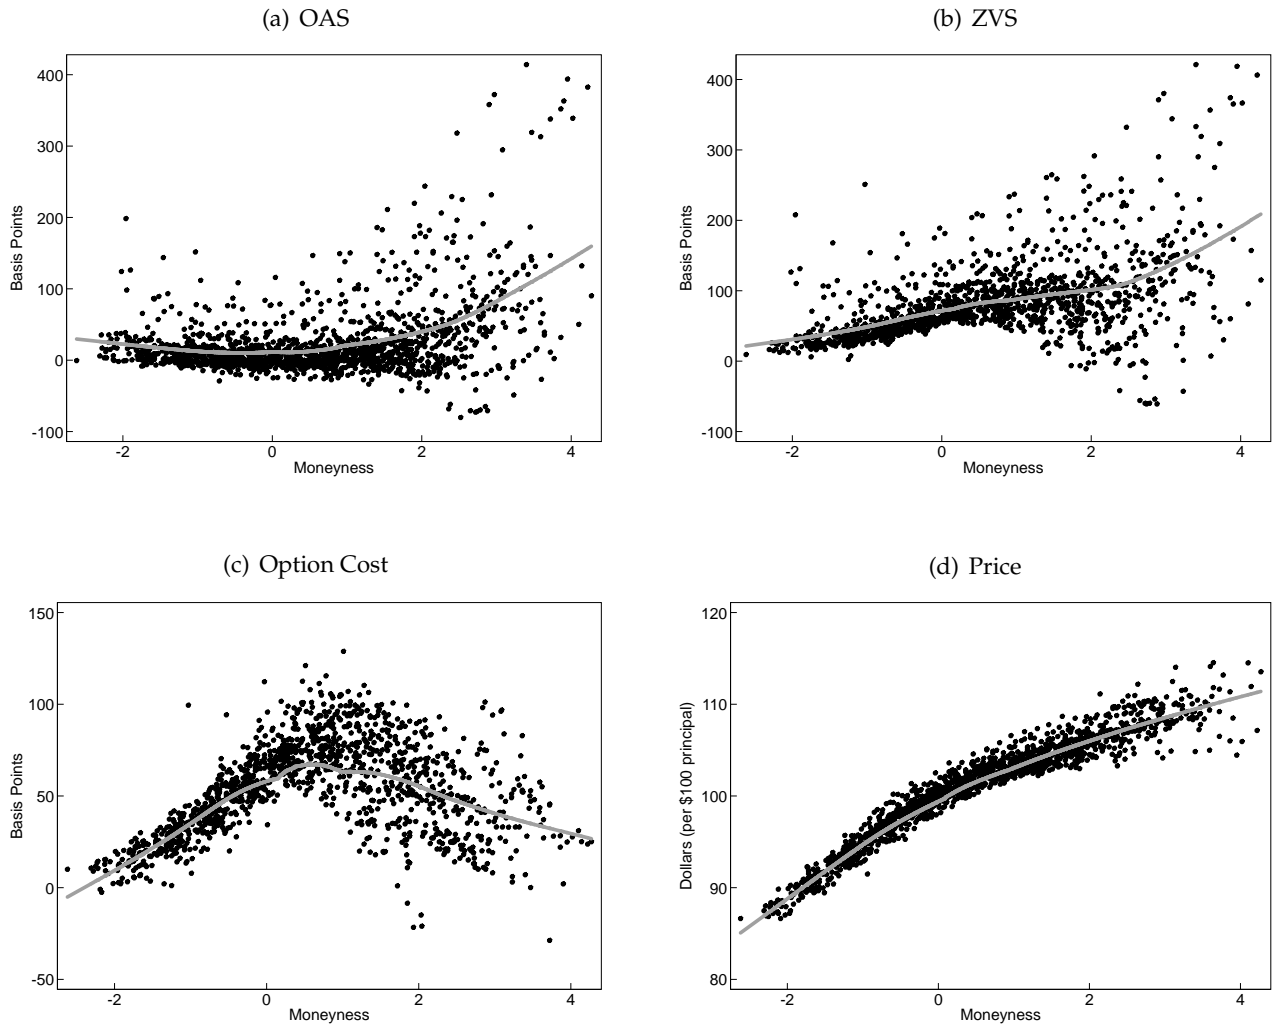 (a) OAS
400
300
200
100
0
-100
Basis Points
-2 0 2 4
Moneyness
(b) ZVS
400
300
200
100
0
-100
Basis Points
-2 0 2 4
Moneyness
(c) Option Cost
150
100
50
0
-50
Basis Points
-2 0 2 4
Moneyness
(d) Price
120
110
100
90
80
Dollars (per $100 principal)
-2 0 2 4
Moneyness